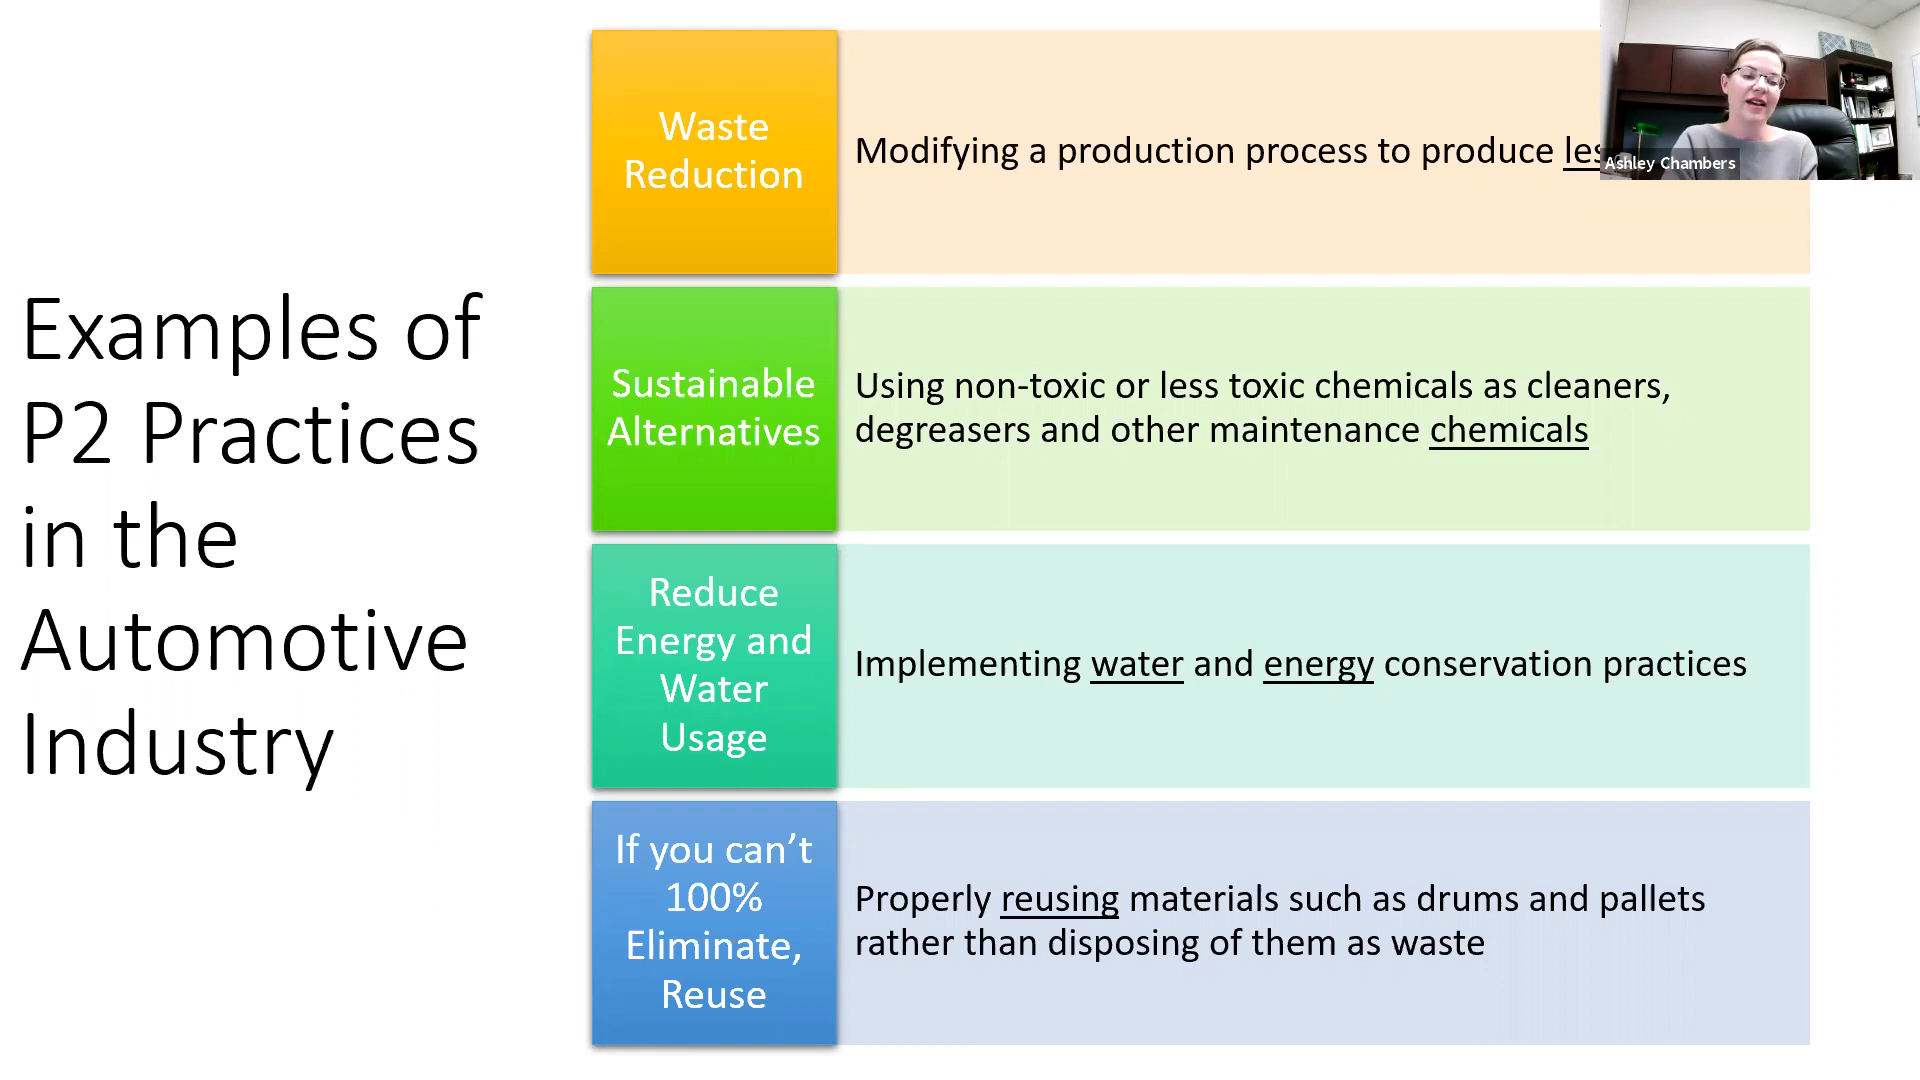 Examples of
P2 Practices
in the
Automotive
Industry
Waste
Reduction
Modifying a production process to produce
Sustainable
Alternatives
Using non-toxic or less toxic chemicals as cleaners,
degreasers and other maintenance chemicals
Reduce
Energy and
Water
Usage
Implementing water and energy conservation practices
If you can’t
100%
Eliminate,
Reuse
Properly reusing materials such as drums and pallets
rather than disposing of them as waste
Ashley Chambers